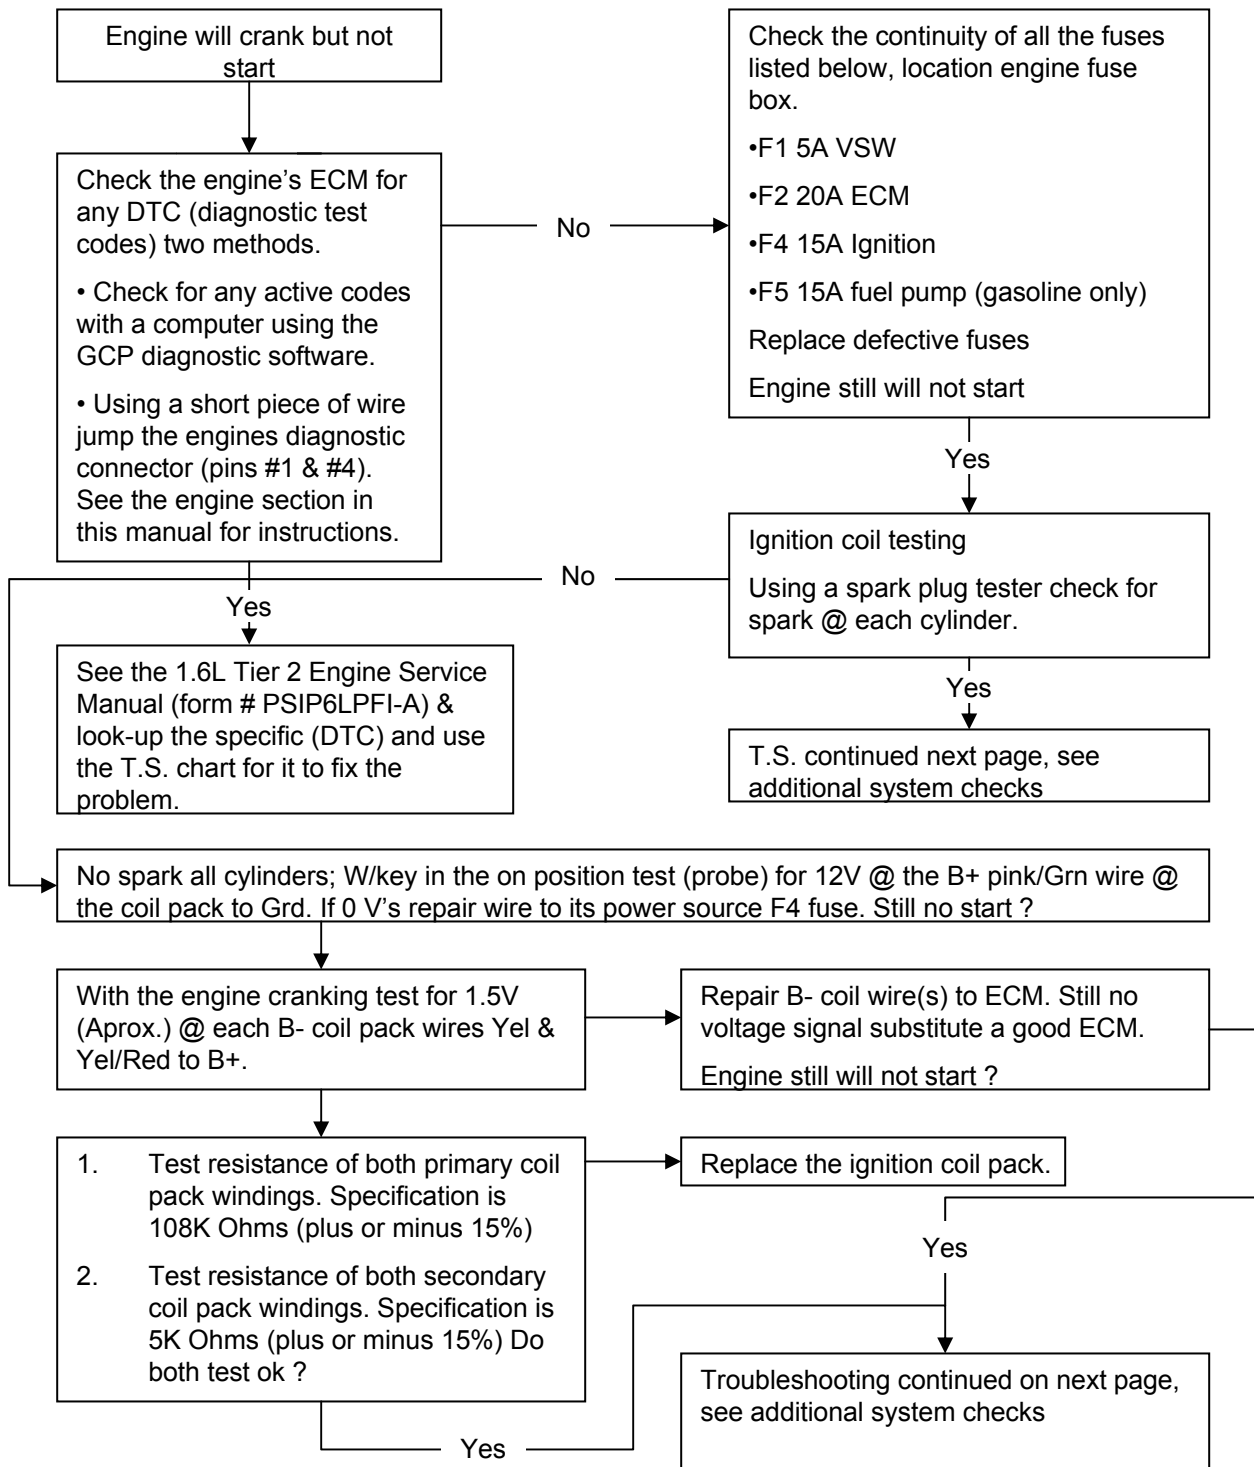 Engine will crank but not
start
Check the engine's ECM for
any DTC (diagnostic test
codes) two methods.
• Check for any active codes
with a computer using the
GCP diagnostic software.
• Using a short piece of wire
jump the engines diagnostic
connector (pins #1 & #4).
See the engine section in
this manual for instructions.
No
Check the continuity of all the fuses
listed below, location engine fuse
box.
•F1 5A VSW
•F2 20A ECM
•F4 15A Ignition
•F5 15A fuel pump (gasoline only)
Replace defective fuses
Engine still will not start
Yes
Ignition coil testing
Using a spark plug tester check for
spark @ each cylinder.
No
Yes
See the 1.6L Tier 2 Engine Service
Manual (form # PSIP6LPFI-A) &
look-up the specific (DTC) and use
the T.S. chart for it to fix the
problem.
Yes
T.S. continued next page, see
additional system checks
No spark all cylinders; W/key in the on position test (probe) for 12V @ the B+ pink/Grn wire @
the coil pack to Grd. If 0 V's repair wire to its power source F4 fuse. Still no start ?
With the engine cranking test for 1.5V
(Aprox.) @ each B- coil pack wires Yel &
Yel/Red to B+.
Repair B- coil wire(s) to ECM. Still no
voltage signal substitute a good ECM.
Engine still will not start ?
1. Test resistance of both primary coil
pack windings. Specification is
108K Ohms (plus or minus 15%)
2. Test resistance of both secondary
coil pack windings. Specification is
5K Ohms (plus or minus 15%) Do
both test ok ?
Replace the ignition coil pack.
Yes
Troubleshooting continued on next page,
see additional system checks
Yes